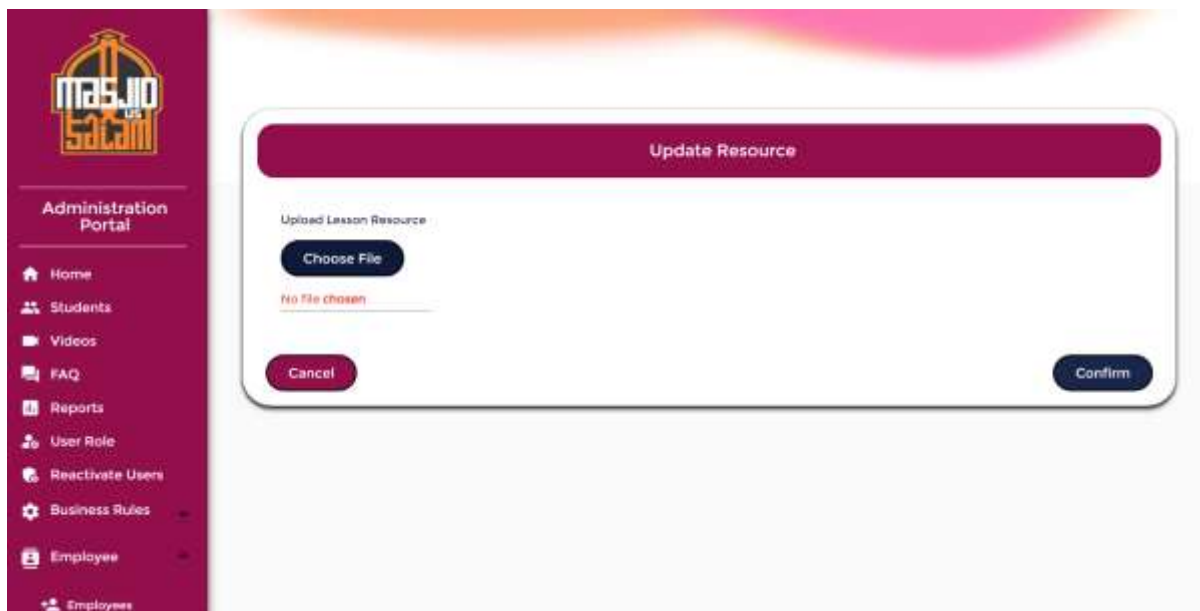 MASJID
US
Salam
Administration
Portal
Home
Students
Videos
FAQ
Reports
User Role
Reactivate Users
Business Rules
Employee
Employees
Update Resource
Upload Lesson Resource
Choose File
No file chosen
Cancel
Confirm